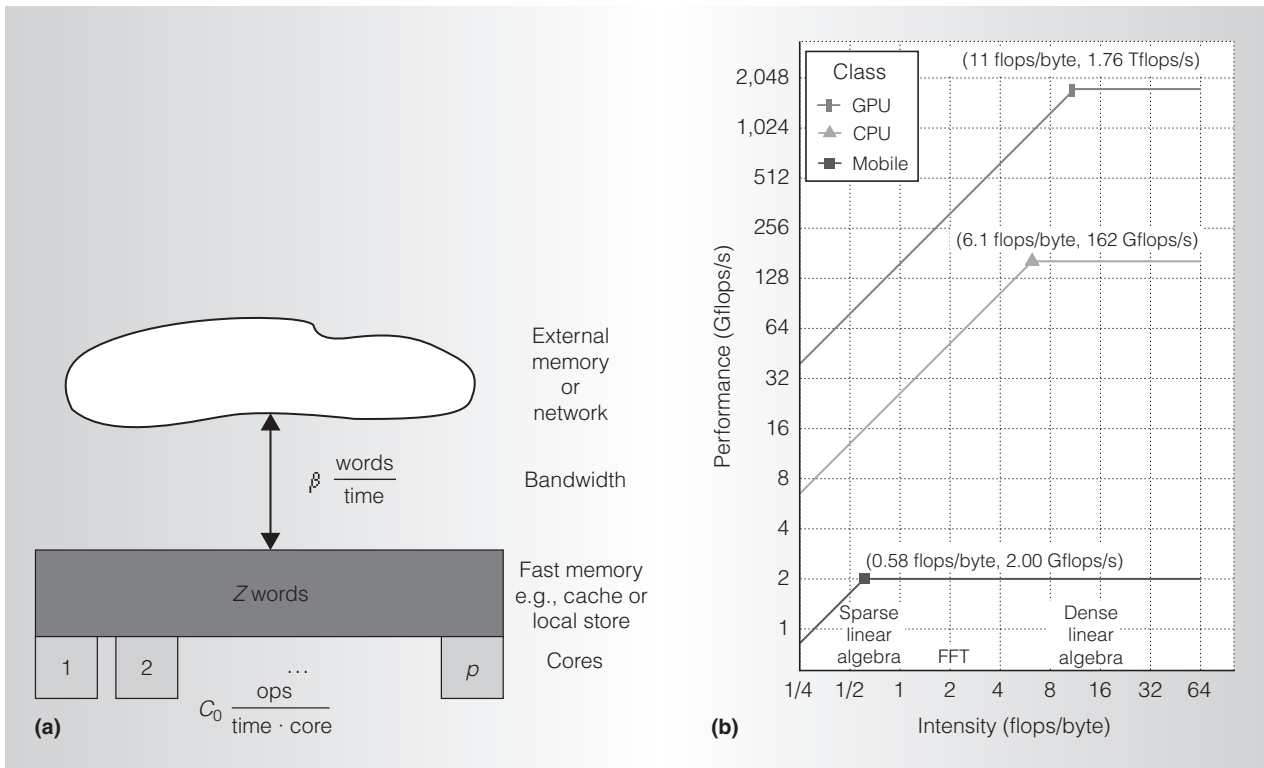 External
memory
or
network
β words
time
Bandwidth
Z words
Fast memory
e.g., cache or
local store
1
2
...
p
Cores
C0 ops
time · core
(a)
(11 flops/byte, 1.76 Tflops/s)
Class
GPU
CPU
Mobile
(6.1 flops/byte, 162 Gflops/s)
(0.58 flops/byte, 2.00 Gflops/s)
Sparse
linear
algebra
FFT
Dense
linear
algebra
Performance (Gflops/s)
2,048
1,024
512
256
128
64
32
16
8
4
2
1
1/4 1/2 1 2 4 8 16 32 64
Intensity (flops/byte)
(b)